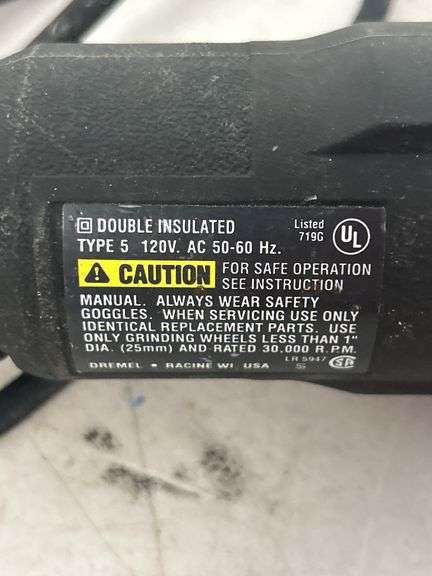 DOUBLE INSULATED Listed
TYPE 5 120V. AC 50-60 Hz. 719G UL
CAUTION FOR SAFE OPERATION
SEE INSTRUCTION
MANUAL. ALWAYS WEAR SAFETY
GOGGLES. WHEN SERVICING USE ONLY
IDENTICAL REPLACEMENT PARTS. USE
ONLY GRINDING WHEELS LESS THAN 1"
DIA. (25mm) AND RATED 30,000 R.P.M.
LR 5947
DREMEL • RACINE WI USA S SA